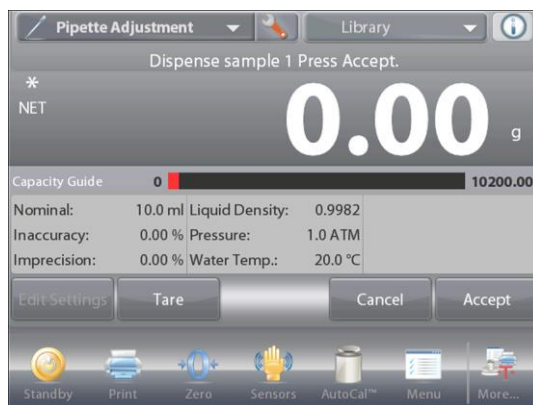 Pipette Adjustment Library
Dispense sample 1 Press Accept.
*
NET
0.00 g
Capacity Guide 0 10200.00
Nominal: 10.0 ml Liquid Density: 0.9982
Inaccuracy: 0.00 % Pressure: 1.0 ATM
Imprecision: 0.00 % Water Temp.: 20.0 °C
Edit Settings Tare Cancel Accept
Standby Print Zero Sensors AutoCal™ Menu More...